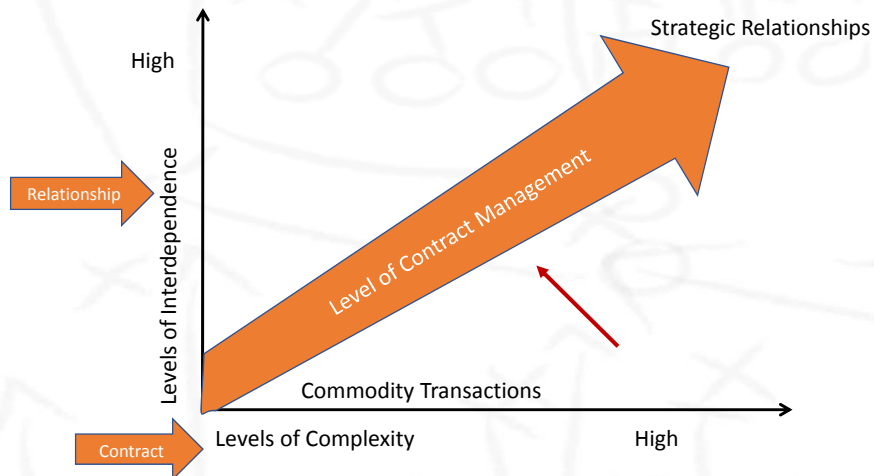 Strategic Relationships
High
Relationship
Levels of Interdependence
Level of Contract Management
Commodity Transactions
Levels of Complexity
High
Contract